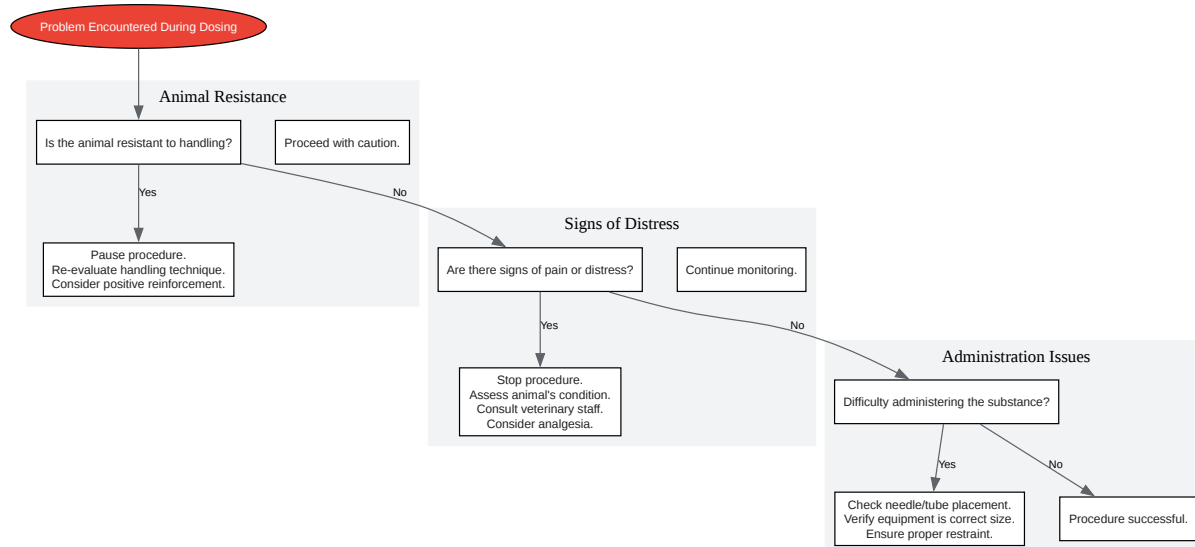 Problem Encountered During Dosing
Animal Resistance
Is the animal resistant to handling?
Proceed with caution.
Yes
No
Pause procedure.
Re-evaluate handling technique.
Consider positive reinforcement.
Signs of Distress
Are there signs of pain or distress?
Continue monitoring.
Yes
No
Stop procedure.
Assess animal's condition.
Consult veterinary staff.
Consider analgesia.
Administration Issues
Difficulty administering the substance?
Yes
No
Check needle/tube placement.
Verify equipment is correct size.
Ensure proper restraint.
Procedure successful.